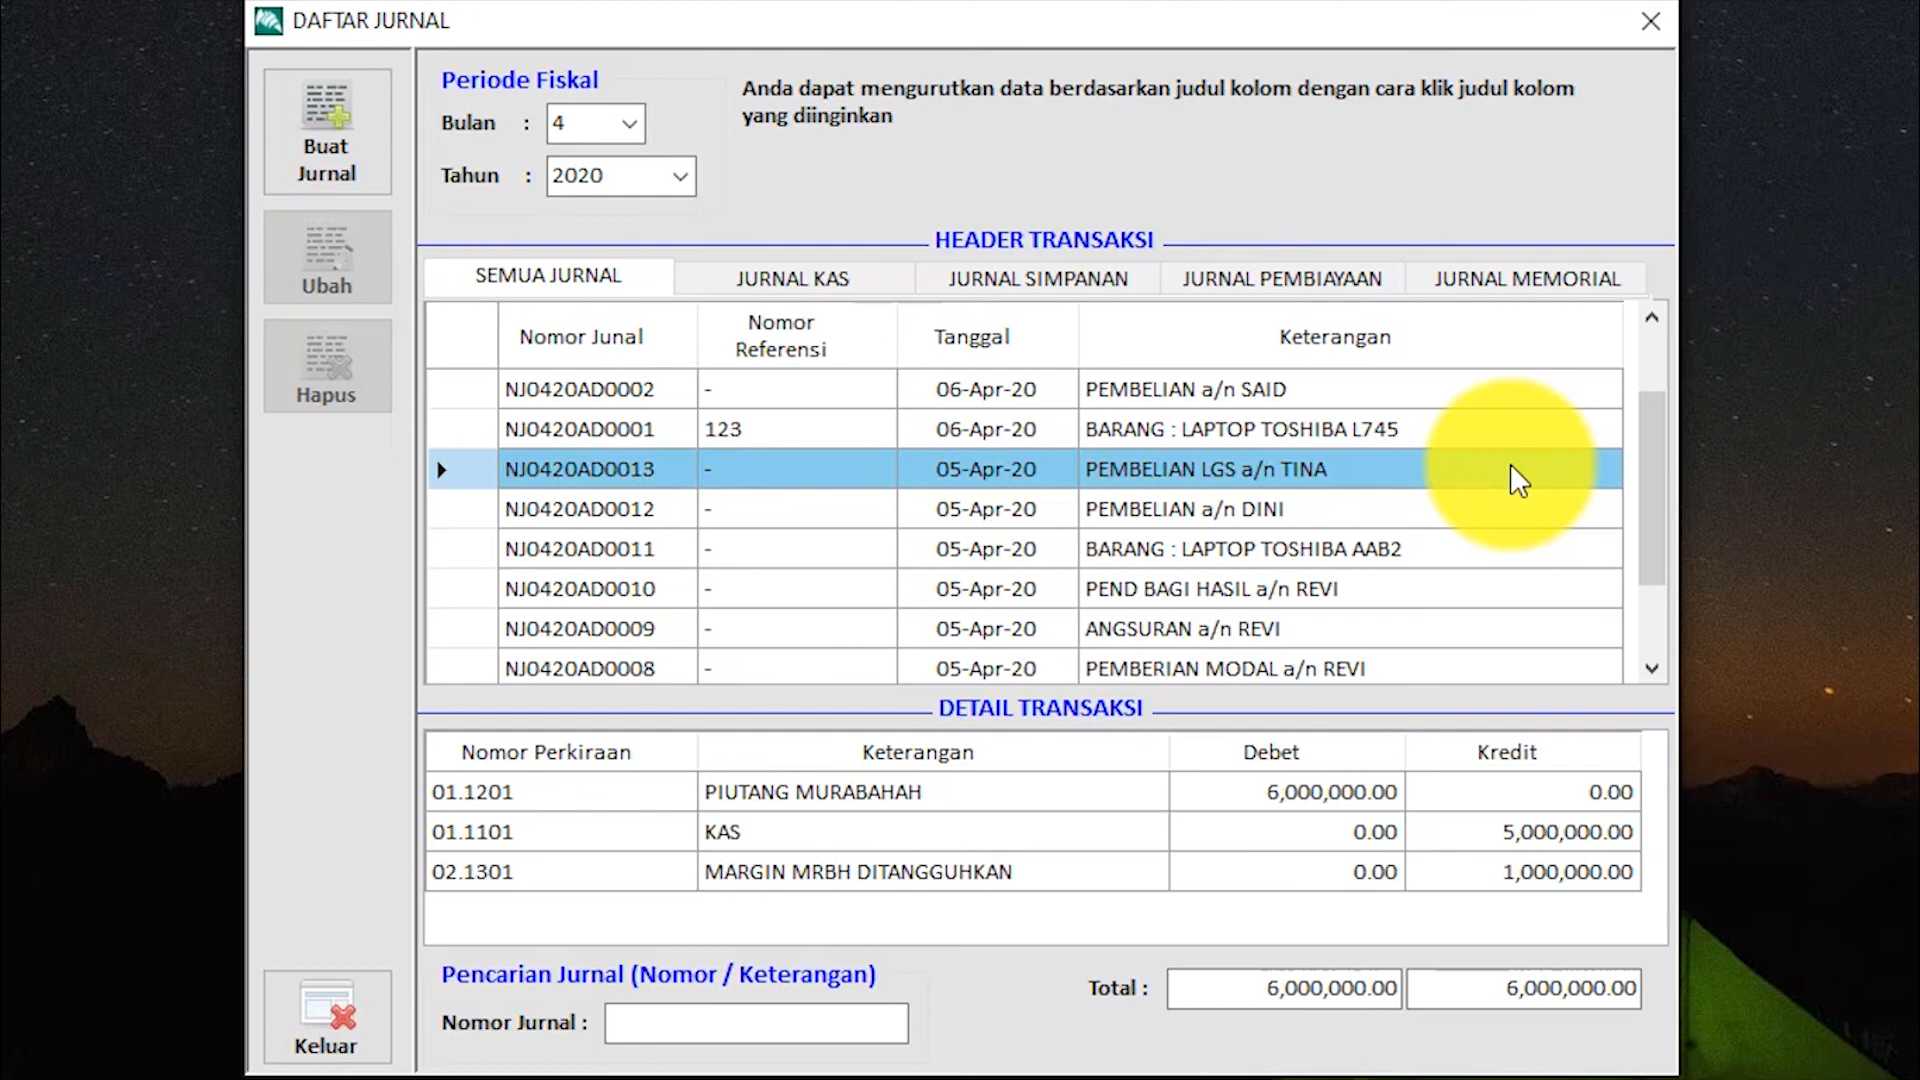 DAFTAR JURNAL
Buat
Jurnal
Ubah
Hapus
Keluar
Periode Fiskal
Bulan : 4
Tahun : 2020
Anda dapat mengurutkan data berdasarkan judul kolom dengan cara klik judul kolom
yang diinginkan
HEADER TRANSAKSI
SEMUA JURNAL JURNAL KAS JURNAL SIMPANAN JURNAL PEMBIAYAAN JURNAL MEMORIAL
Nomor Junal Nomor Referensi Tanggal Keterangan
NJ0420AD0002 - 06-Apr-20 PEMBELIAN a/n SAID
NJ0420AD0001 123 06-Apr-20 BARANG : LAPTOP TOSHIBA L745
NJ0420AD0013 - 05-Apr-20 PEMBELIAN LGS a/n TINA
NJ0420AD0012 - 05-Apr-20 PEMBELIAN a/n DINI
NJ0420AD0011 - 05-Apr-20 BARANG : LAPTOP TOSHIBA AAB2
NJ0420AD0010 - 05-Apr-20 PEND BAGI HASIL a/n REVI
NJ0420AD0009 - 05-Apr-20 ANGSURAN a/n REVI
NJ0420AD0008 - 05-Apr-20 PEMBERIAN MODAL a/n REVI
DETAIL TRANSAKSI
Nomor Perkiraan Keterangan Debet Kredit
01.1201 PIUTANG MURABAHAH 6,000,000.00 0.00
01.1101 KAS 0.00 5,000,000.00
02.1301 MARGIN MRBH DITANGGUHKAN 0.00 1,000,000.00
Pencarian Jurnal (Nomor / Keterangan)
Nomor Jurnal :
Total : 6,000,000.00 6,000,000.00